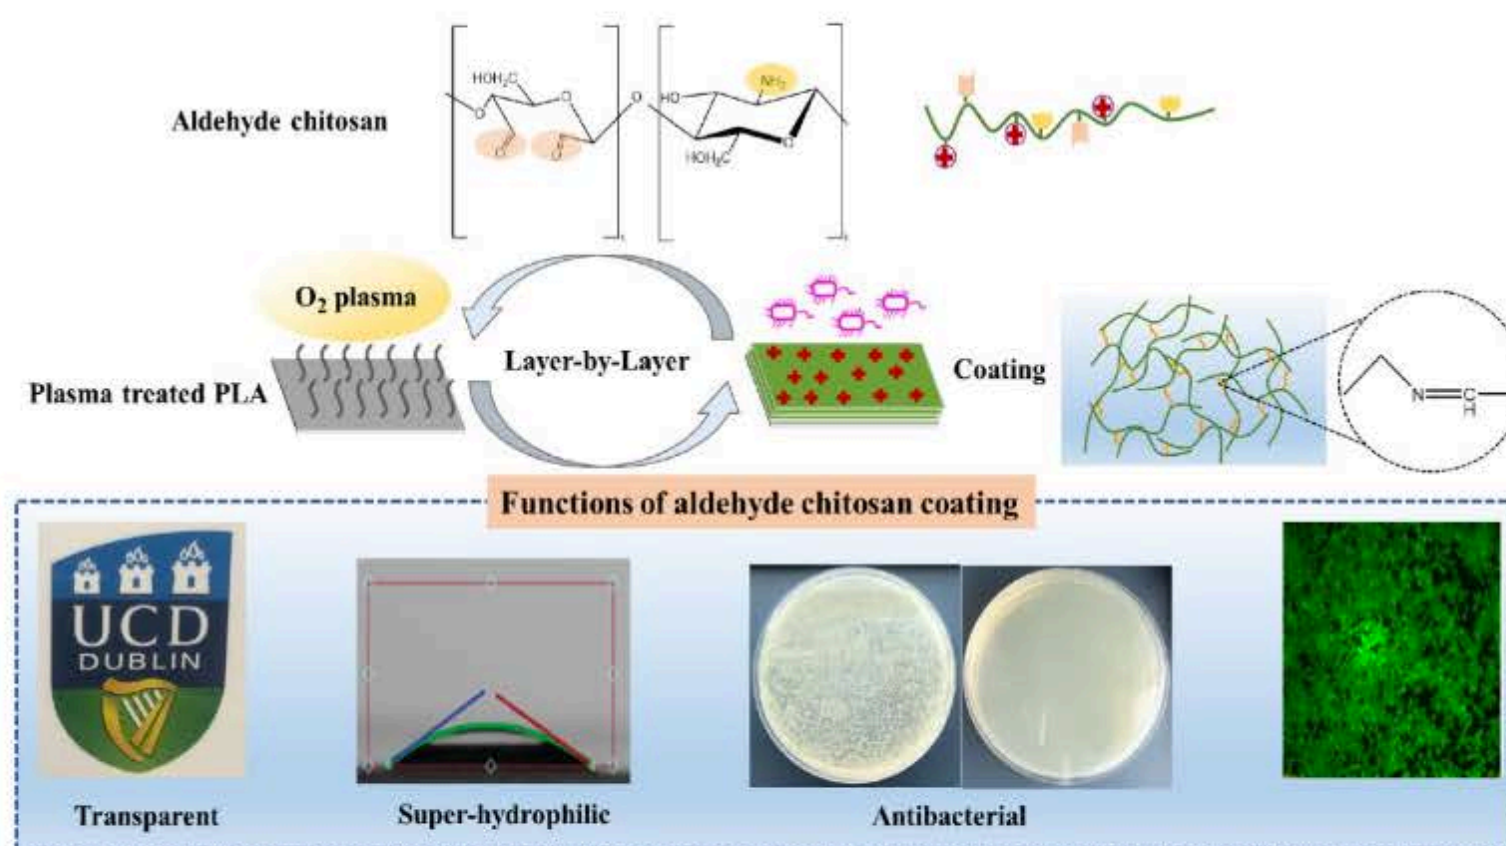 Aldehyde chitosan
HOH₂C
O
O
O
O
O
HO
NH₂
HOH₂C
O
O₂ plasma
Plasma treated PLA
Layer-by-Layer
Coating
N
C
H
Functions of aldehyde chitosan coating
UCD
DUBLIN
Transparent
Super-hydrophilic
Antibacterial